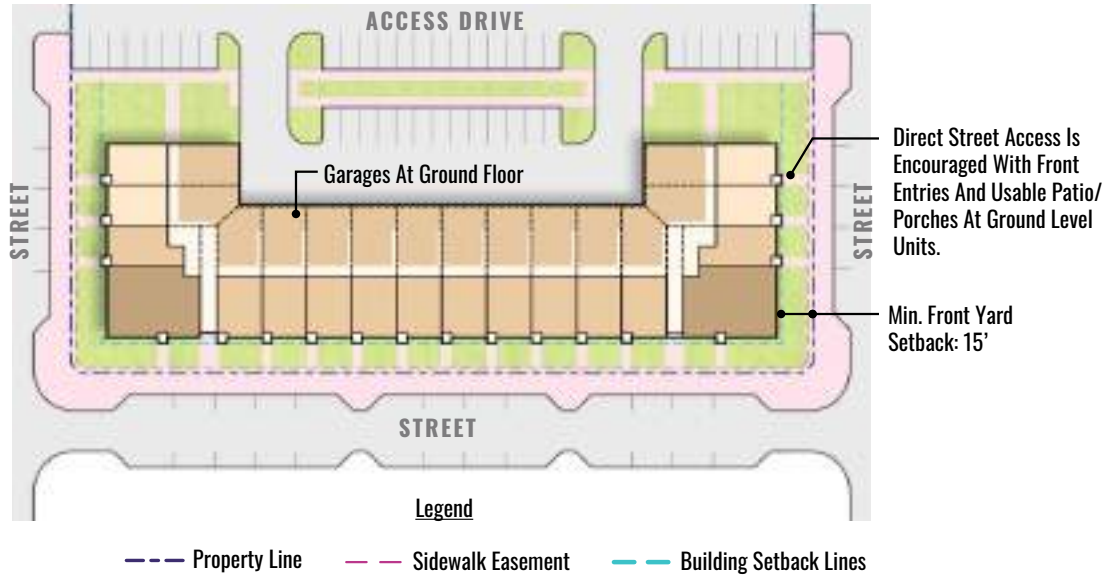 ACCESS DRIVE
Garages At Ground Floor
Direct Street Access Is
Encouraged With Front
Entries And Usable Patio/
Porches At Ground Level
Units.
STREET
STREET
Min. Front Yard
Setback: 15’
STREET
Legend
Property Line
Sidewalk Easement
Building Setback Lines